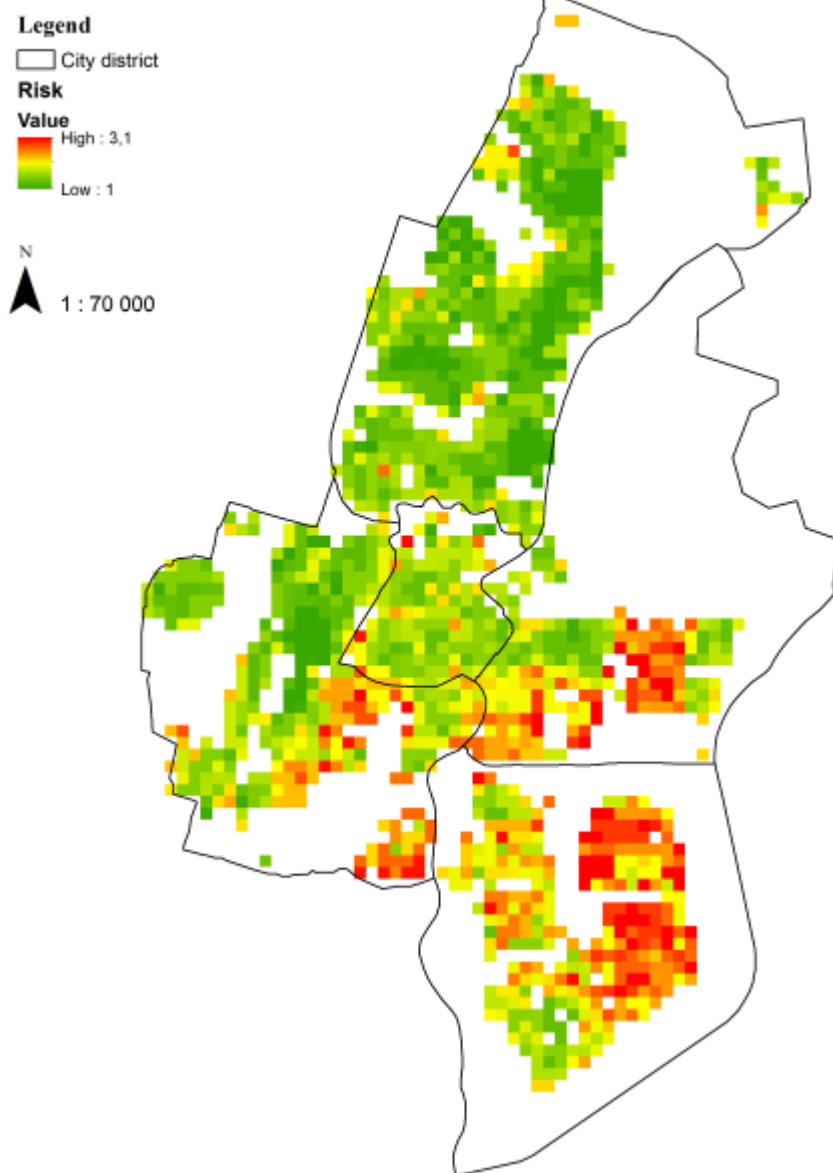 Legend
City district
Risk
Value
High : 3,1
Low : 1
N
1 : 70 000